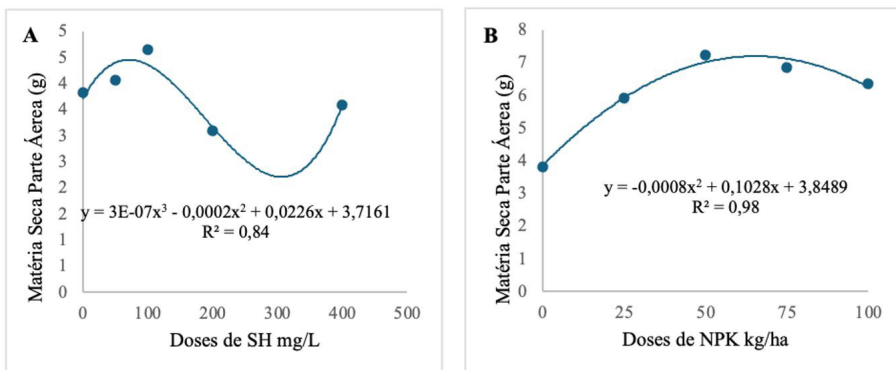 A
5
5
4
4
3
3
2
2
1
1
0
Matéria Seca Parte Áerea (g)
y = 3E-07x³ - 0,0002x² + 0,0226x + 3,7161
R² = 0,84
0 100 200 300 400 500
Doses de SH mg/L
B
8
7
6
5
4
3
2
1
0
Matéria Seca Parte Áerea (g)
y = -0,0008x² + 0,1028x + 3,8489
R² = 0,98
0 25 50 75 100
Doses de NPK kg/ha